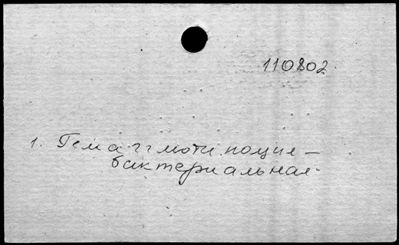 110802
1. Гемагглютинация –
бактериальная.